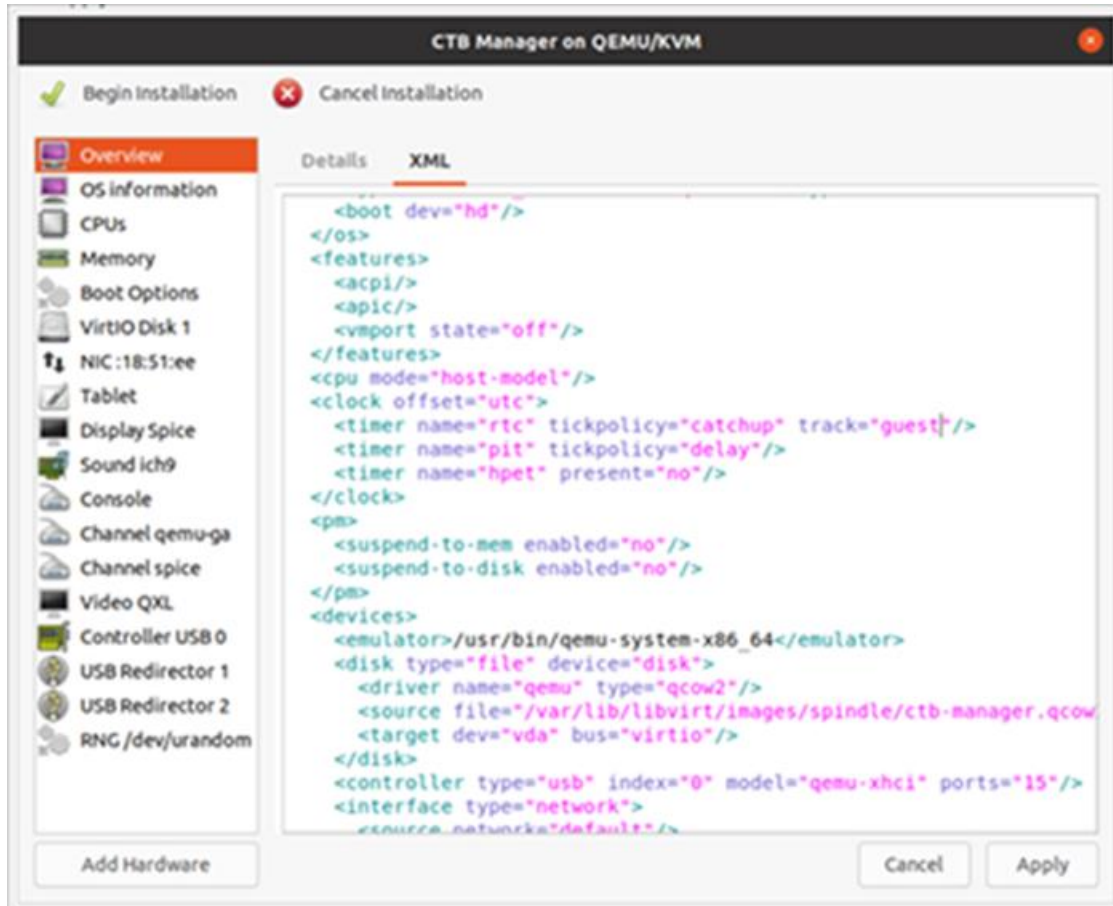 CTB Manager on QEMU/KVM
Begin Installation
Cancel Installation
Overview
OS information
CPUs
Memory
Boot Options
VirtIO Disk 1
NIC :18:51:ee
Tablet
Display Spice
Sound ich9
Console
Channel qemu-ga
Channel spice
Video QXL
Controller USB 0
USB Redirector 1
USB Redirector 2
RNG /dev/urandom
Add Hardware
Details
XML
<boot dev="hd"/>
</os>
<features>
<acpi/>
<apic/>
<vmport state="off"/>
</features>
<cpu mode="host-model"/>
<clock offset="utc">
<timer name="rtc" tickpolicy="catchup" track="guest"/>
<timer name="pit" tickpolicy="delay"/>
<timer name="hpet" present="no"/>
</clock>
<pm>
<suspend-to-mem enabled="no"/>
<suspend-to-disk enabled="no"/>
</pm>
<devices>
<emulator>/usr/bin/qemu-system-x86_64</emulator>
<disk type="file" device="disk">
<driver name="qemu" type="qcow2"/>
<source file="/var/lib/libvirt/images/spindle/ctb-manager.qcow
<target dev="vda" bus="virtio"/>
</disk>
<controller type="usb" index="0" model="qemu-xhci" ports="15"/>
<interface type="network">
<source network="default"/>
Cancel
Apply